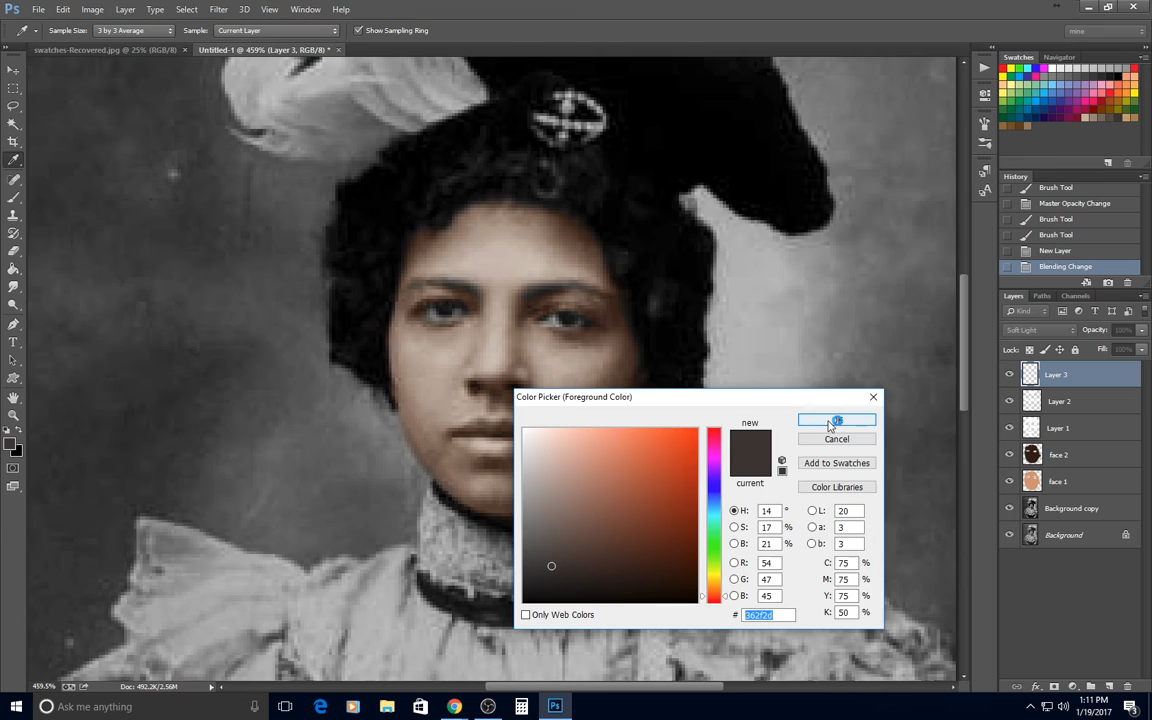 Ps File Edit Image Layer Type Select Filter 3D View Window Help
Sample Size: 3 by 3 Average Sample: Current Layer Show Sampling Ring mine
swatches-Recovered.jpg @ 25% (RGB/8) × Untitled-1 @ 459% (Layer 3, RGB/8) * ×
Swatches Navigator
History
Brush Tool
Master Opacity Change
Brush Tool
Brush Tool
New Layer
Blending Change
Layers Paths Channels
Kind
Soft Light Opacity: 100%
Lock: Fill: 100%
Layer 3
Layer 2
Layer 1
face 2
face 1
Background copy
Background
Color Picker (Foreground Color)
new
current
Cancel
Add to Swatches
Color Libraries
H: 14 ° L: 20
S: 17 % a: 3
B: 21 % b: 3
R: 54 C: 75 %
G: 47 M: 75 %
B: 45 Y: 75 %
# 362f2d K: 50 %
Only Web Colors
459.5% Doc: 492.2K/2.56M
Ask me anything
Ps
1:11 PM
1/19/2017
3